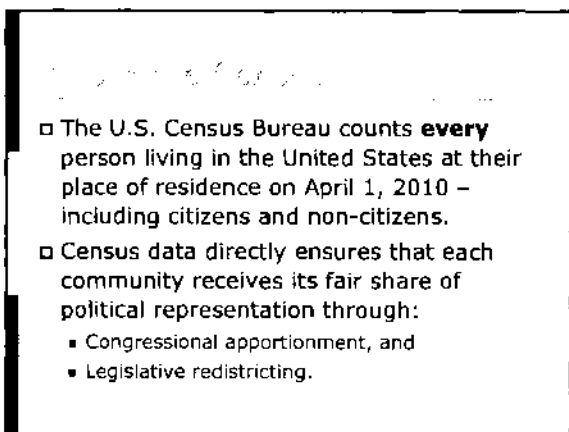 □ The U.S. Census Bureau counts every
person living in the United States at their
place of residence on April 1, 2010 –
including citizens and non-citizens.
□ Census data directly ensures that each
community receives its fair share of
political representation through:
▪ Congressional apportionment, and
▪ Legislative redistricting.